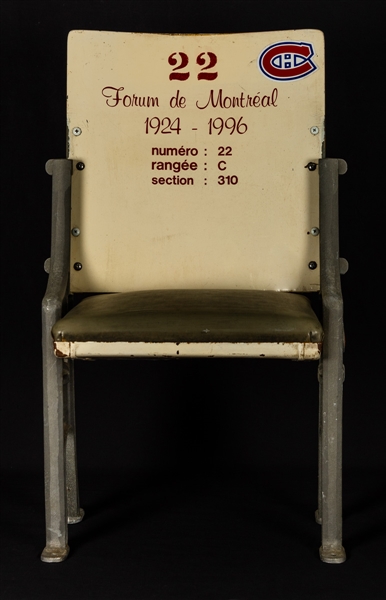 22
Forum de Montréal
1924 - 1996
numéro : 22
rangée : C
section : 310